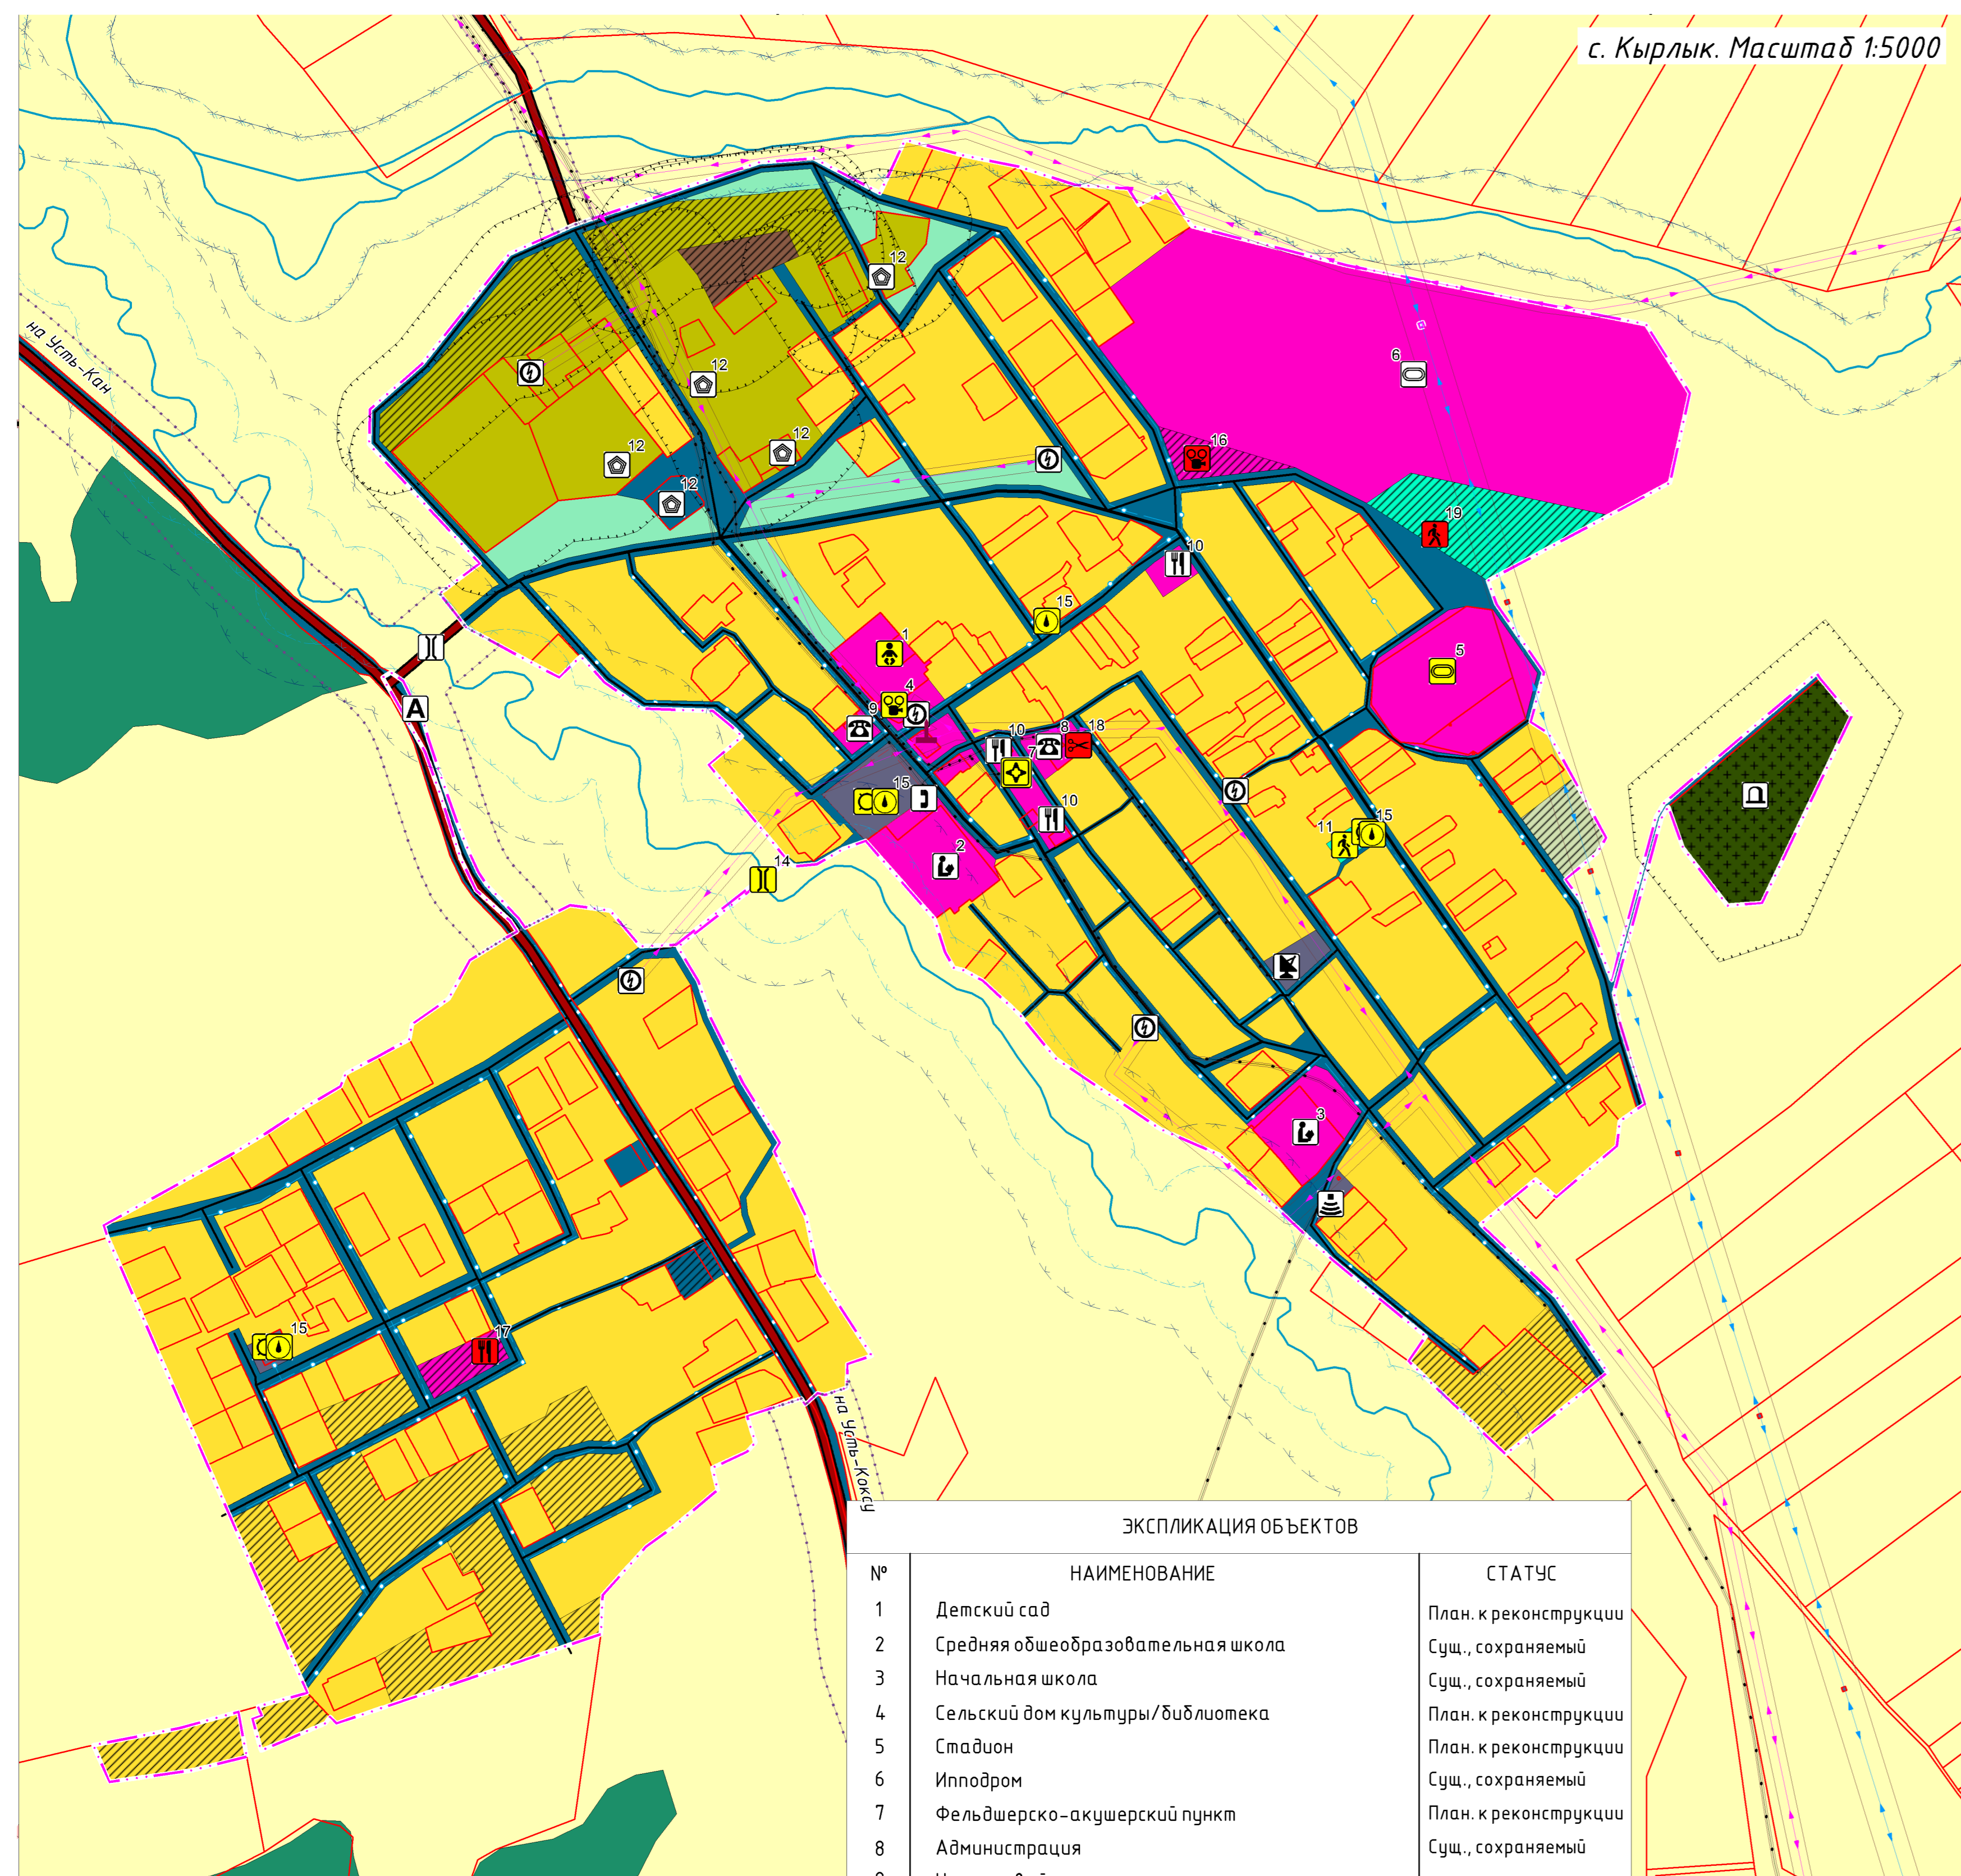 с. Кырлык. Масштаб 1:5000
на Усть-Кан
12
12
12
12
12
6
16
19
10
15
1
5
4
9
10
8
18
7
15
10
15
11
2
14
А
3
15
17
на Усть-Коксу
ЭКСПЛИКАЦИЯ ОБЪЕКТОВ
№ НАИМЕНОВАНИЕ СТАТУС
1 Детский сад План. к реконструкции
2 Средняя обшеобразовательная школа Сущ., сохраняемый
3 Начальная школа Сущ., сохраняемый
4 Сельский дом культуры/библиотека План. к реконструкции
5 Стадион План. к реконструкции
6 Ипподром Сущ., сохраняемый
7 Фельдшерско-акушерский пункт План. к реконструкции
8 Администрация Сущ., сохраняемый